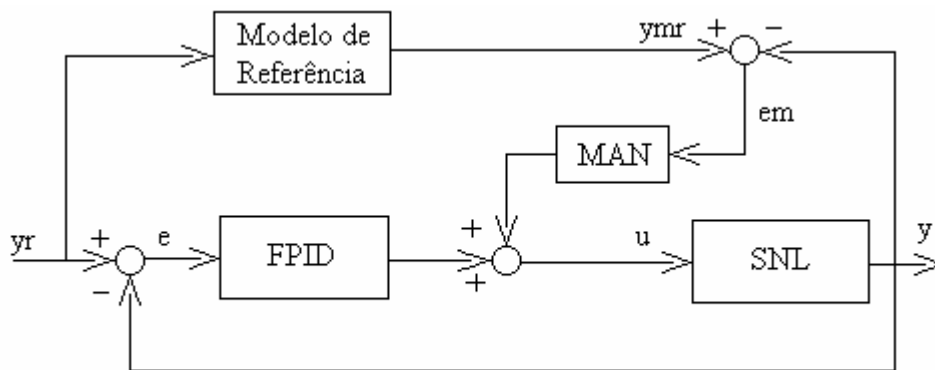 Modelo de
Referência
ymr
+
−
em
MAN
yr
+
−
e
FPID
+
+
u
SNL
y